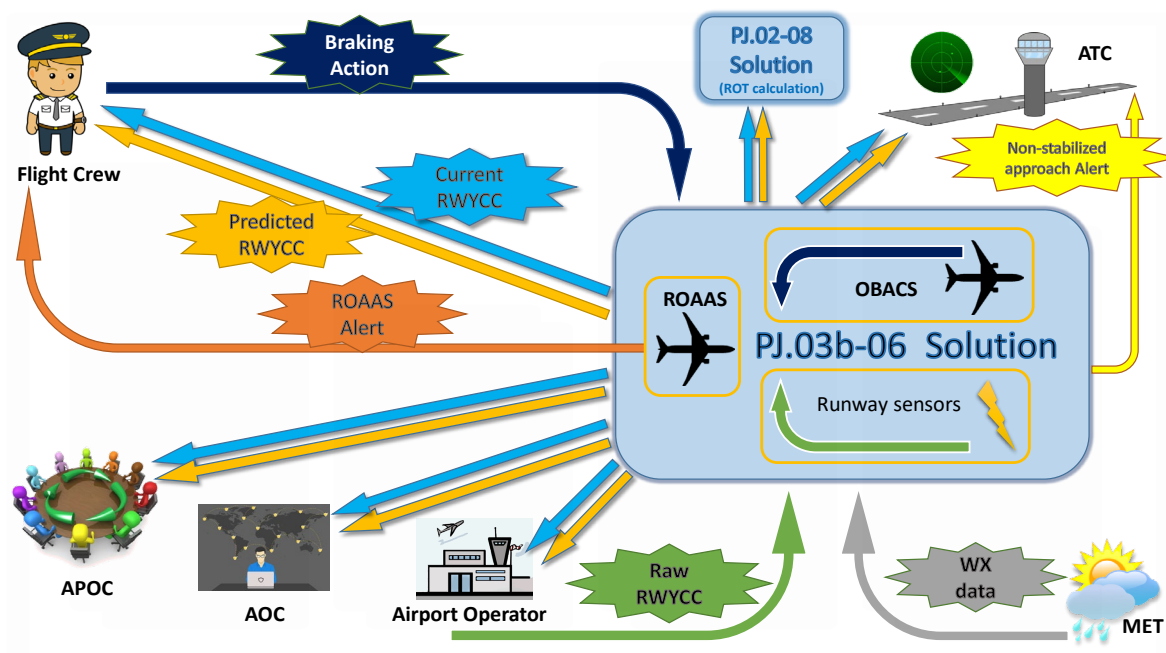 Braking
Action
PJ.02-08
Solution
(ROT calculation)
ATC
Non-stabilized
approach Alert
Flight Crew
Current
RWYCC
Predicted
RWYCC
ROAAS
Alert
ROAAS
OBACS
PJ.03b-06 Solution
Runway sensors
APOC
AOC
Airport Operator
Raw
RWYCC
WX
data
MET